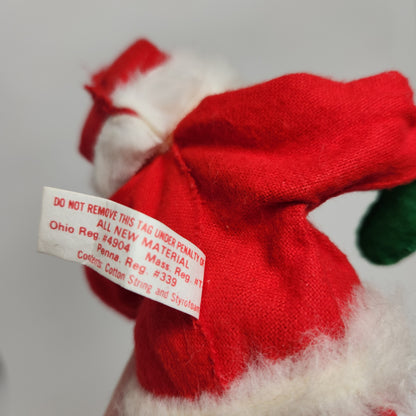 DO NOT REMOVE THIS TAG UNDER PENALTY OF
ALL NEW MATERIAL
Ohio Reg. #4904 Mass. Reg. #T
Penna. Reg. #339
Contents: Cotton String and Styrofoam